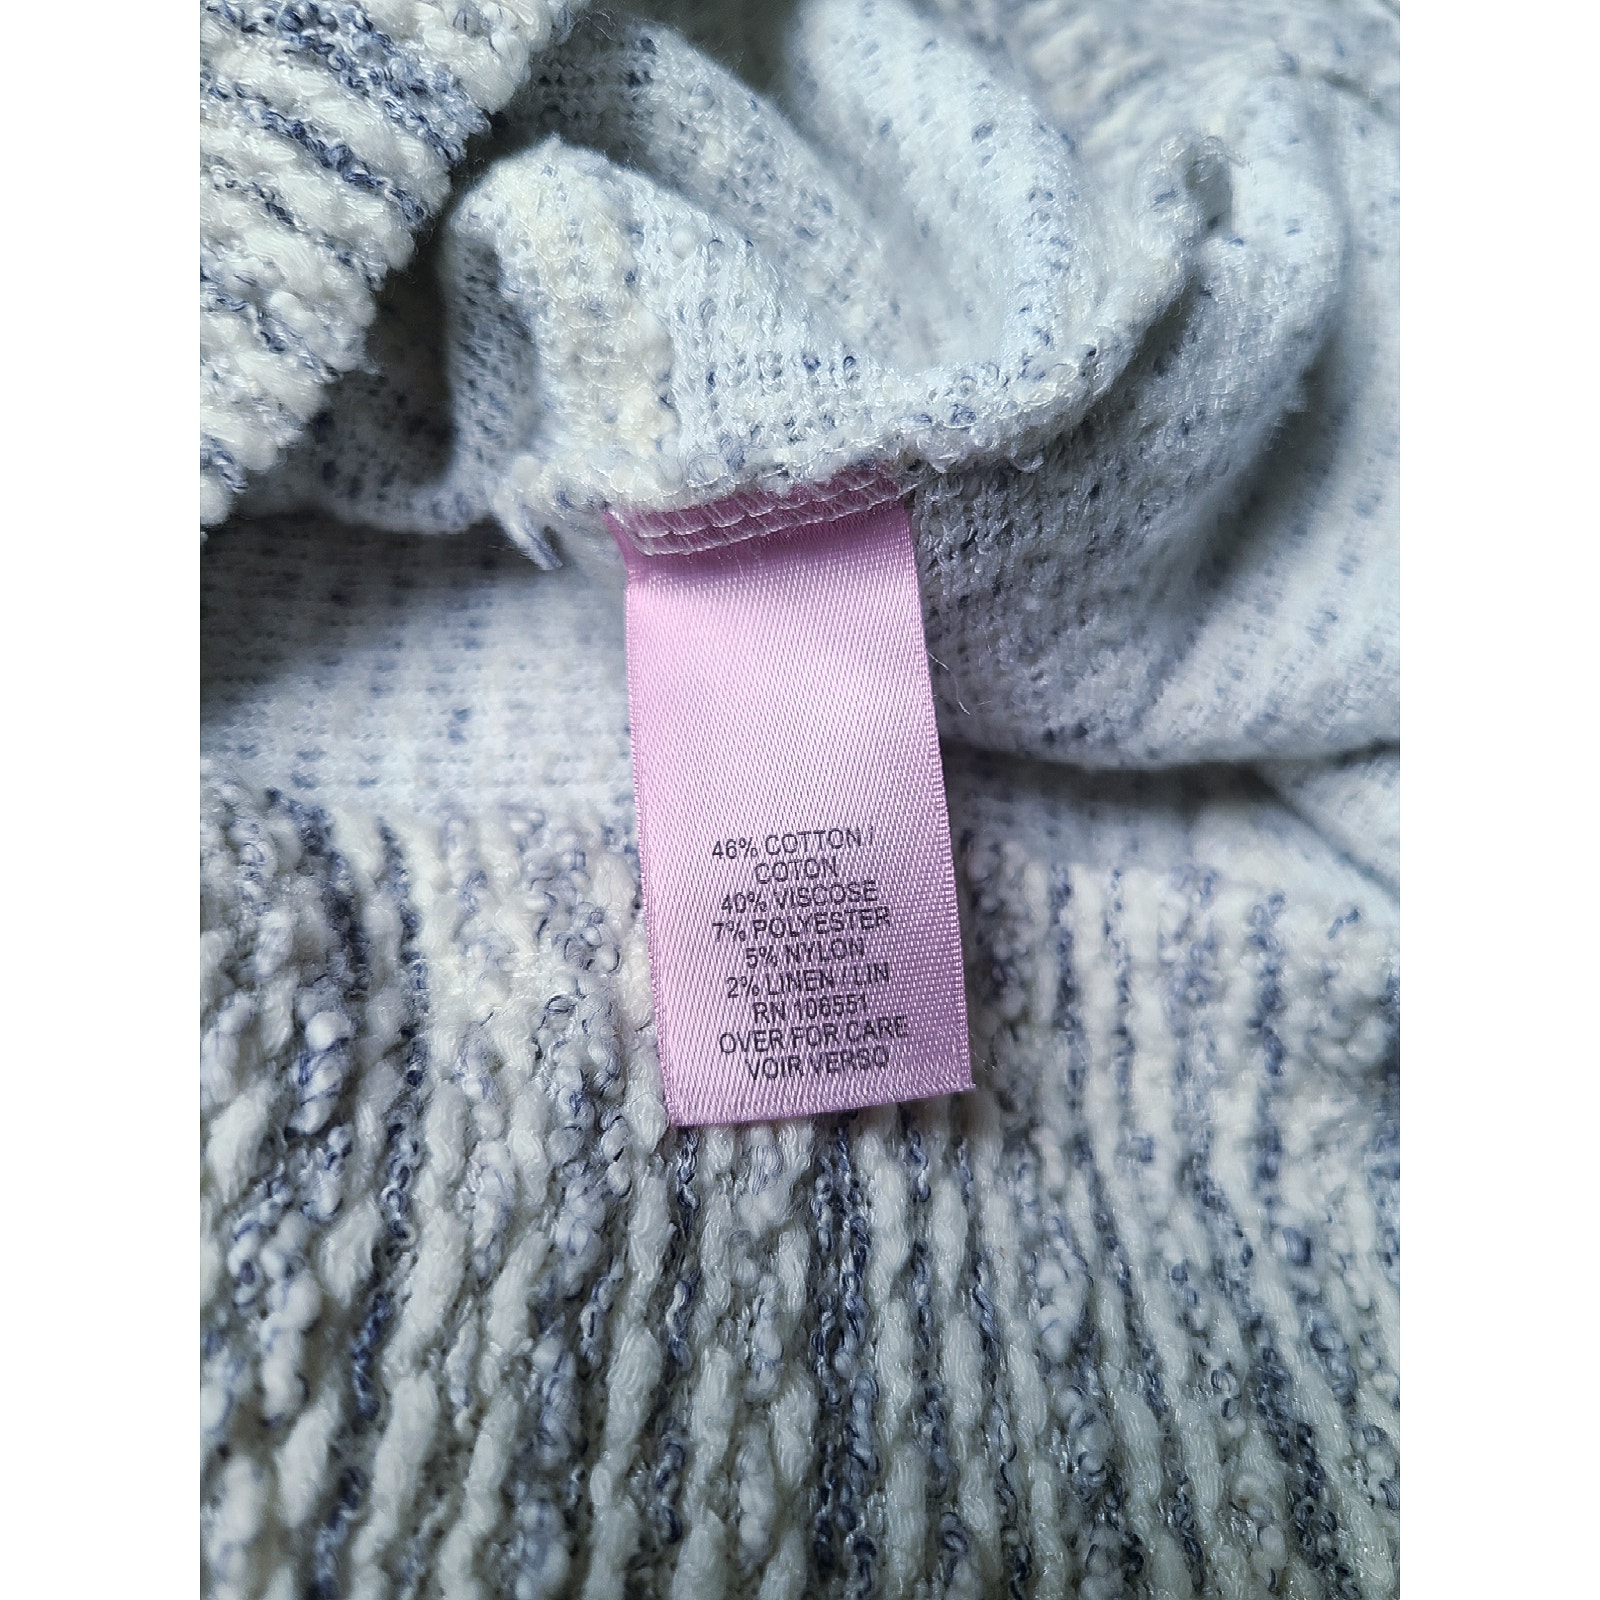 46% COTTON /
COTON
40% VISCOSE
7% POLYESTER
5% NYLON
2% LINEN / LIN
RN 106551
OVER FOR CARE
VOIR VERSO